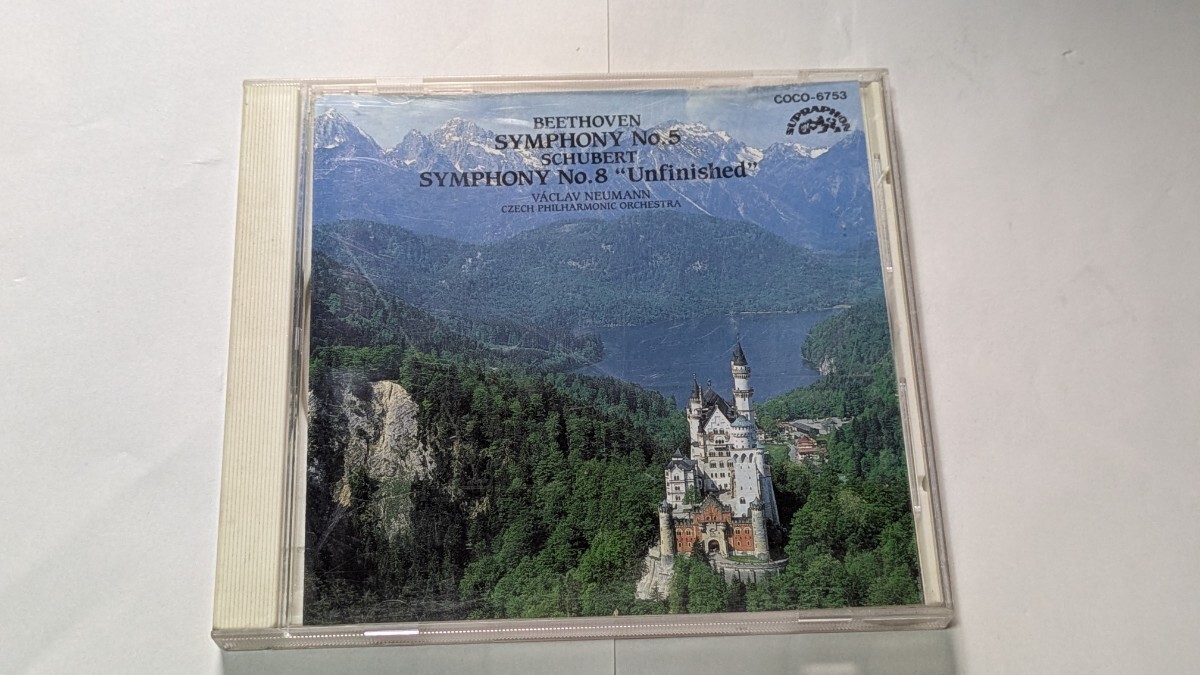 COCO-6753
SUPRAPHON
BEETHOVEN
SYMPHONY No.5
SCHUBERT
SYMPHONY No.8 "Unfinished"
VÁCLAV NEUMANN
CZECH PHILHARMONIC ORCHESTRA